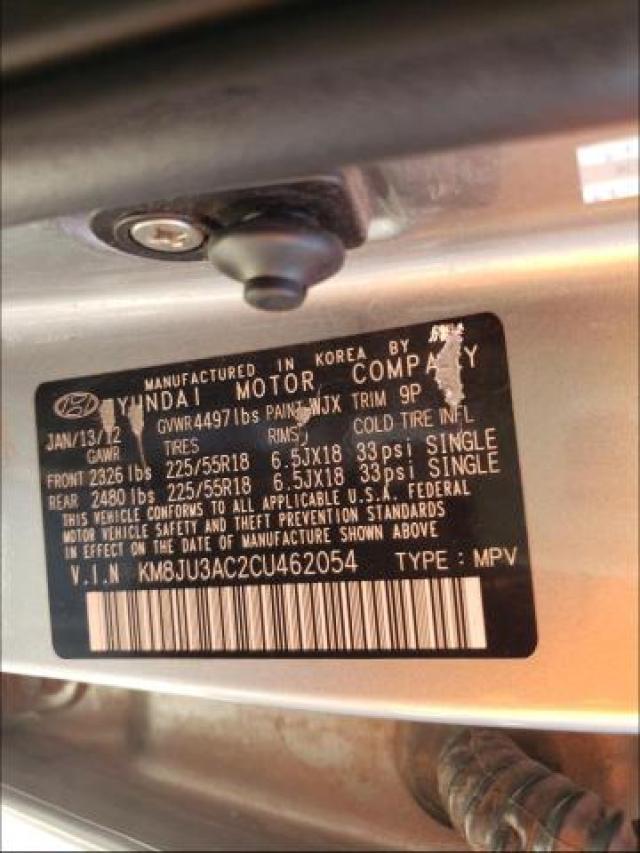 MANUFACTURED IN KOREA BY
HYUNDAI MOTOR COMPANY
JAN/13/12 GVWR 4497 lbs PAINT WJX TRIM 9P
GAWR TIRES RIMS COLD TIRE INFL
FRONT 2326 lbs 225/55R18 6.5JX18 33psi SINGLE
REAR 2480 lbs 225/55R18 6.5JX18 33psi SINGLE
THIS VEHICLE CONFORMS TO ALL APPLICABLE U.S.A. FEDERAL
MOTOR VEHICLE SAFETY AND THEFT PREVENTION STANDARDS
IN EFFECT ON THE DATE OF MANUFACTURE SHOWN ABOVE
V.I.N KM8JU3AC2CU462054 TYPE : MPV